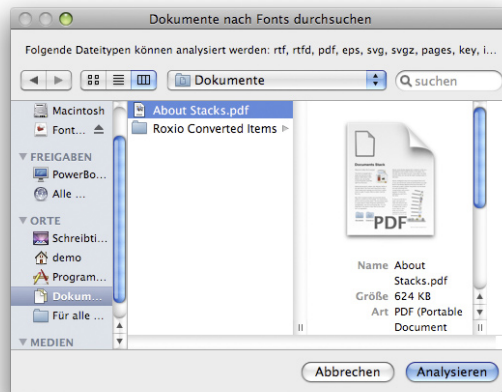 Dokumente nach Fonts durchsuchen
Folgende Dateitypen können analysiert werden: rtf, rtfd, pdf, eps, svg, svgz, pages, key, i...
Dokumente
suchen
Macintosh
Font...
▼ FREIGABEN
PowerBo...
Alle ...
▼ ORTE
Schreibti...
demo
Program...
Dokum...
Für alle ...
▼ MEDIEN
About Stacks.pdf
Roxio Converted Items
Documents Stack
PDF
Name About
Stacks.pdf
Größe 624 KB
Art PDF (Portable
Document
Abbrechen
Analysieren